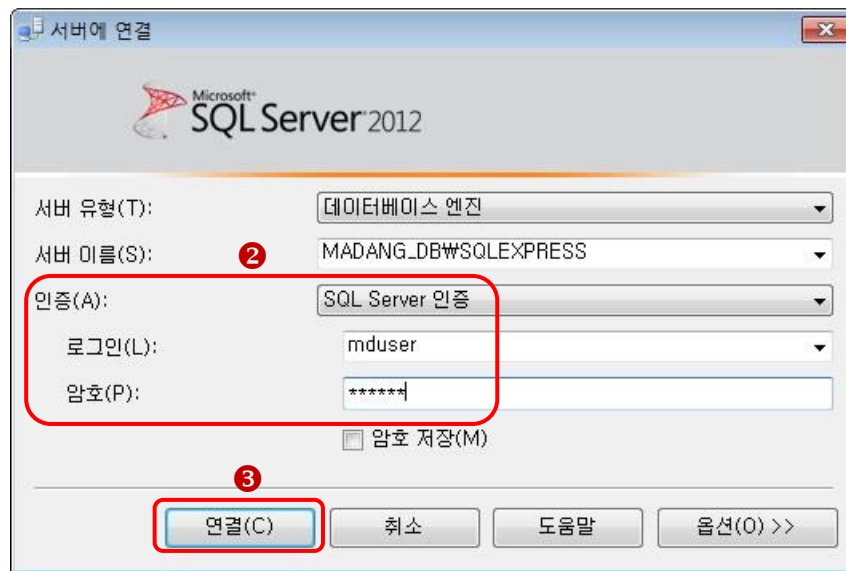 서버에 연결
Microsoft®
SQL Server® 2012
서버 유형(T): 데이터베이스 엔진
서버 이름(S): ❷ MADANG_DB₩SQLEXPRESS
인증(A): SQL Server 인증
로그인(L): mduser
암호(P): ******
암호 저장(M)
❸
연결(C) 취소 도움말 옵션(O) >>